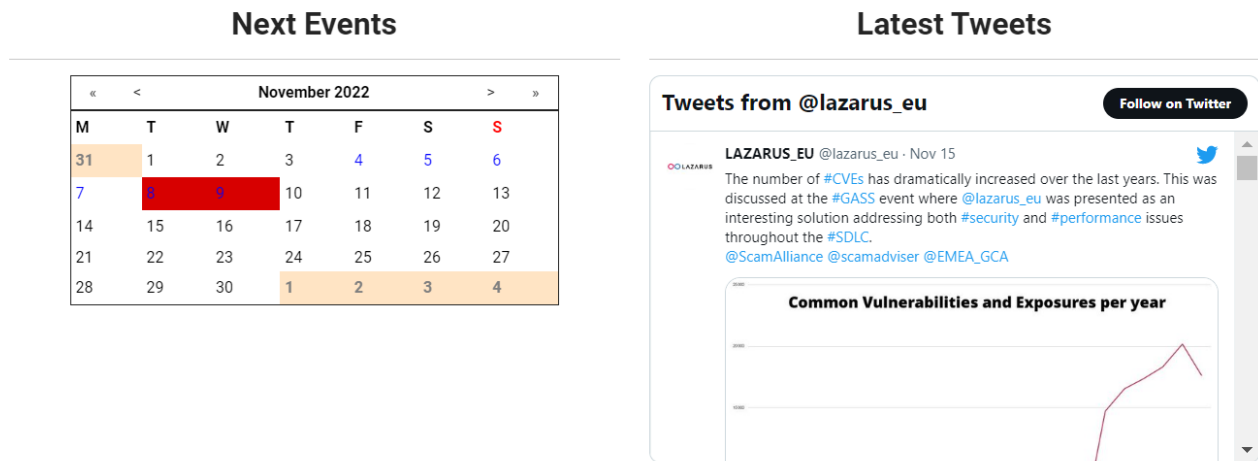 Next Events
« < November 2022 > »
M T W T F S S
31 1 2 3 4 5 6
7 8 9 10 11 12 13
14 15 16 17 18 19 20
21 22 23 24 25 26 27
28 29 30 1 2 3 4
Latest Tweets
Tweets from @lazarus_eu
Follow on Twitter
LAZARUS
LAZARUS_EU @lazarus_eu · Nov 15
The number of #CVEs has dramatically increased over the last years. This was
discussed at the #GASS event where @lazarus_eu was presented as an
interesting solution addressing both #security and #performance issues
throughout the #SDLC.
@ScamAlliance @scamadviser @EMEA_GCA
Common Vulnerabilities and Exposures per year